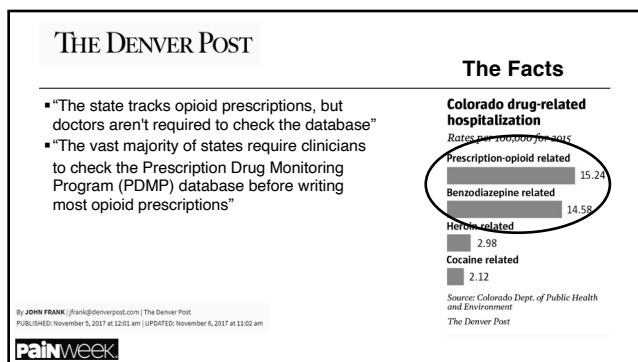 THE DENVER POST
The Facts
▪“The state tracks opioid prescriptions, but
doctors aren't required to check the database”
▪“The vast majority of states require clinicians
to check the Prescription Drug Monitoring
Program (PDMP) database before writing
most opioid prescriptions”
Colorado drug-related
hospitalization
Rates per 100,000 for 2015
Prescription-opioid related
15.24
Benzodiazepine related
14.58
Heroin related
2.98
Cocaine related
2.12
Source: Colorado Dept. of Public Health
and Environment
The Denver Post
By JOHN FRANK | jfrank@denverpost.com | The Denver Post
PUBLISHED: November 5, 2017 at 12:01 am | UPDATED: November 6, 2017 at 11:02 am
PaiNWeeK.